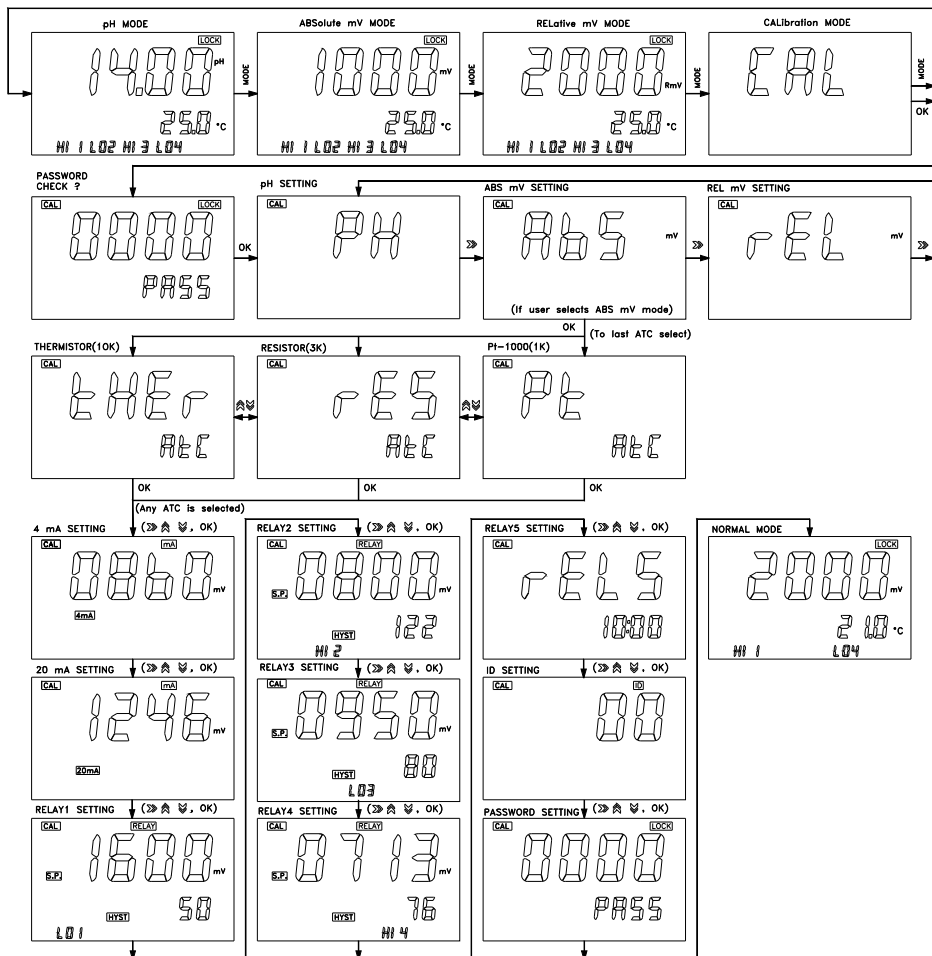 pH MODE
LOCK
14.00 pH
25.0 °C
HI 1 LO2 HI 3 LO4
MODE
ABSolute mV MODE
LOCK
1000 mV
25.0 °C
HI 1 LO2 HI 3 LO4
MODE
RELative mV MODE
LOCK
2000 RmV
25.0 °C
HI 1 LO2 HI 3 LO4
MODE
CALibration MODE
CAL
MODE
OK
PASSWORD
CHECK ?
CAL LOCK
0000
PASS
OK
pH SETTING
CAL
PH
ABS mV SETTING
CAL
AbS mV
(If user selects ABS mV mode)
REL mV SETTING
CAL
rEL mV
OK
(To last ATC select)
THERMISTOR(10K)
CAL
tHEr
AtC
RESISTOR(3K)
CAL
rES
AtC
Pt-1000(1K)
CAL
Pt
AtC
OK
OK
OK
(Any ATC is selected)
4 mA SETTING (, OK)
CAL mA
0860 mV
4mA
20 mA SETTING (, OK)
CAL mA
1246 mV
20mA
RELAY1 SETTING (, OK)
CAL RELAY
S.P. 1600 mV
HYST 50
LO1
RELAY2 SETTING (, OK)
CAL RELAY
S.P. 0800 mV
HYST 122
HI 2
RELAY3 SETTING (, OK)
CAL RELAY
S.P. 0950 mV
HYST 80
LO3
RELAY4 SETTING (, OK)
CAL RELAY
S.P. 0713 mV
HYST 76
HI 4
RELAY5 SETTING (, OK)
CAL
rEL5
10:00
ID SETTING (, OK)
CAL ID
00
PASSWORD SETTING (, OK)
CAL LOCK
0000
PASS
NORMAL MODE
LOCK
2000 mV
21.0 °C
HI 1 LO4